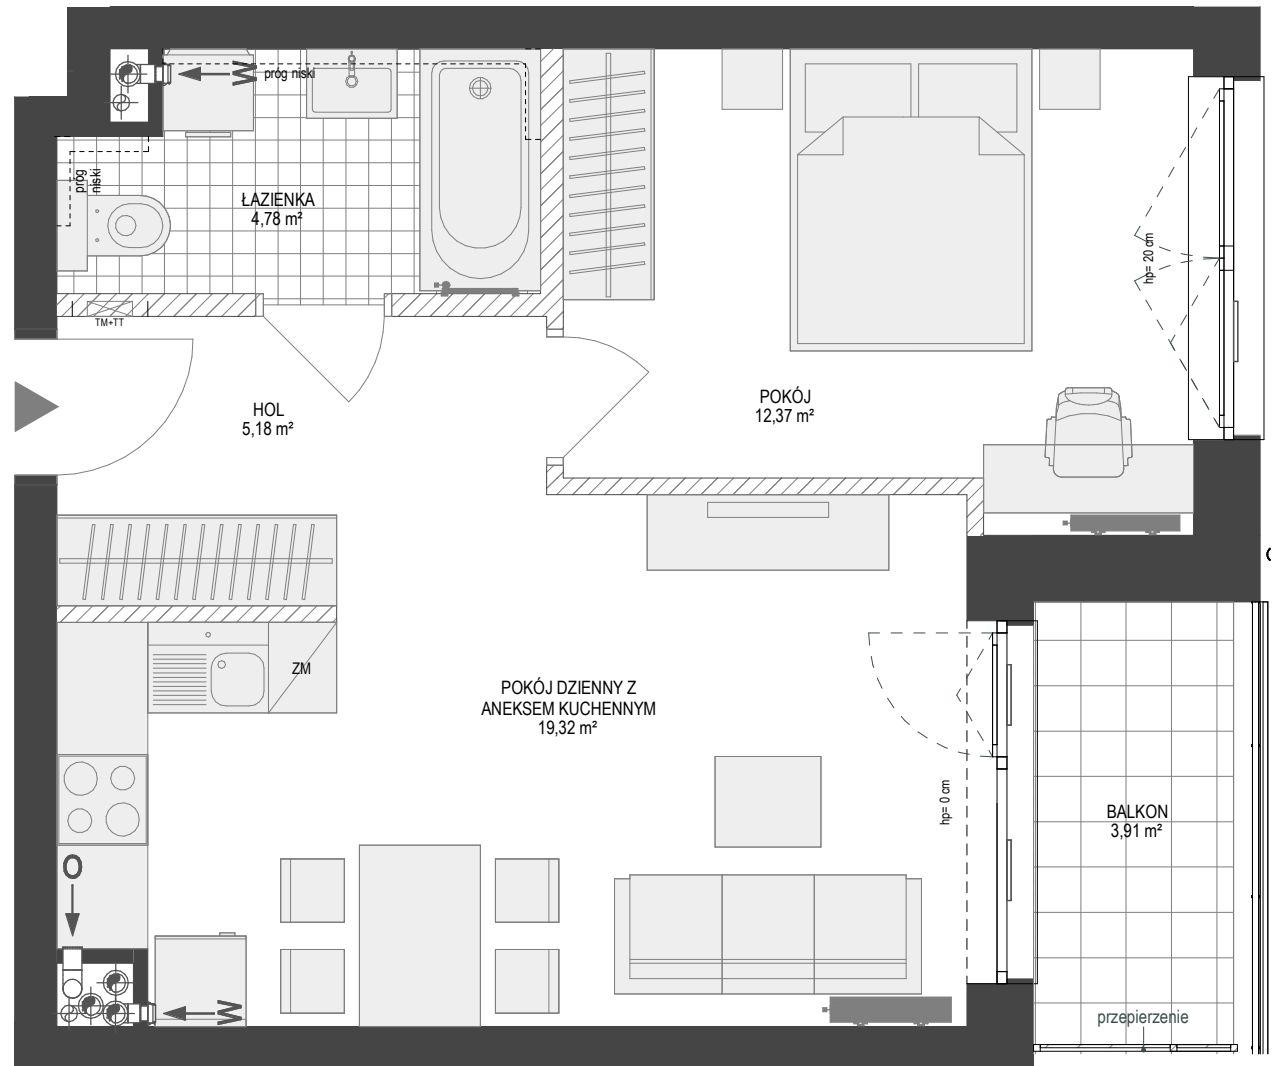 W
próg niski
próg
niski
ŁAZIENKA
4,78 m²
hp= 20 cm
TM+TT
HOL
5,18 m²
POKÓJ
12,37 m²
ZM
POKÓJ DZIENNY Z
ANEKSEM KUCHENNYM
19,32 m²
hp= 0 cm
BALKON
3,91 m²
O
W
przepierzenie